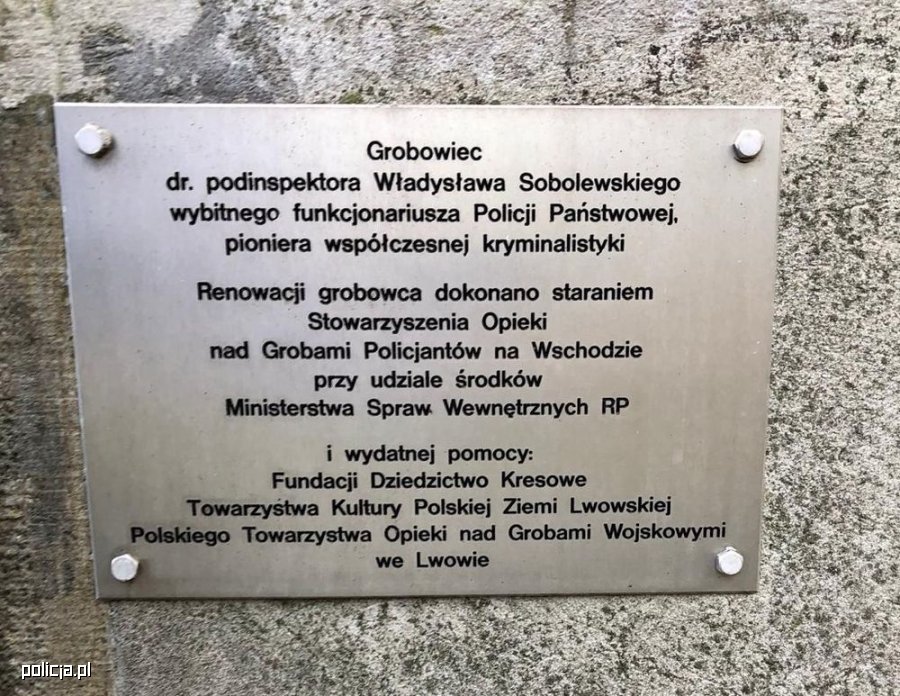 Grobowiec
dr. podinspektora Władysława Sobolewskiego
wybitnego funkcjonariusza Policji Państwowej,
pioniera współczesnej kryminalistyki
Renowacji grobowca dokonano staraniem
Stowarzyszenia Opieki
nad Grobami Policjantów na Wschodzie
przy udziale środków
Ministerstwa Spraw Wewnętrznych RP
i wydatnej pomocy:
Fundacji Dziedzictwo Kresowe
Towarzystwa Kultury Polskiej Ziemi Lwowskiej
Polskiego Towarzystwa Opieki nad Grobami Wojskowymi
we Lwowie
policja.pl